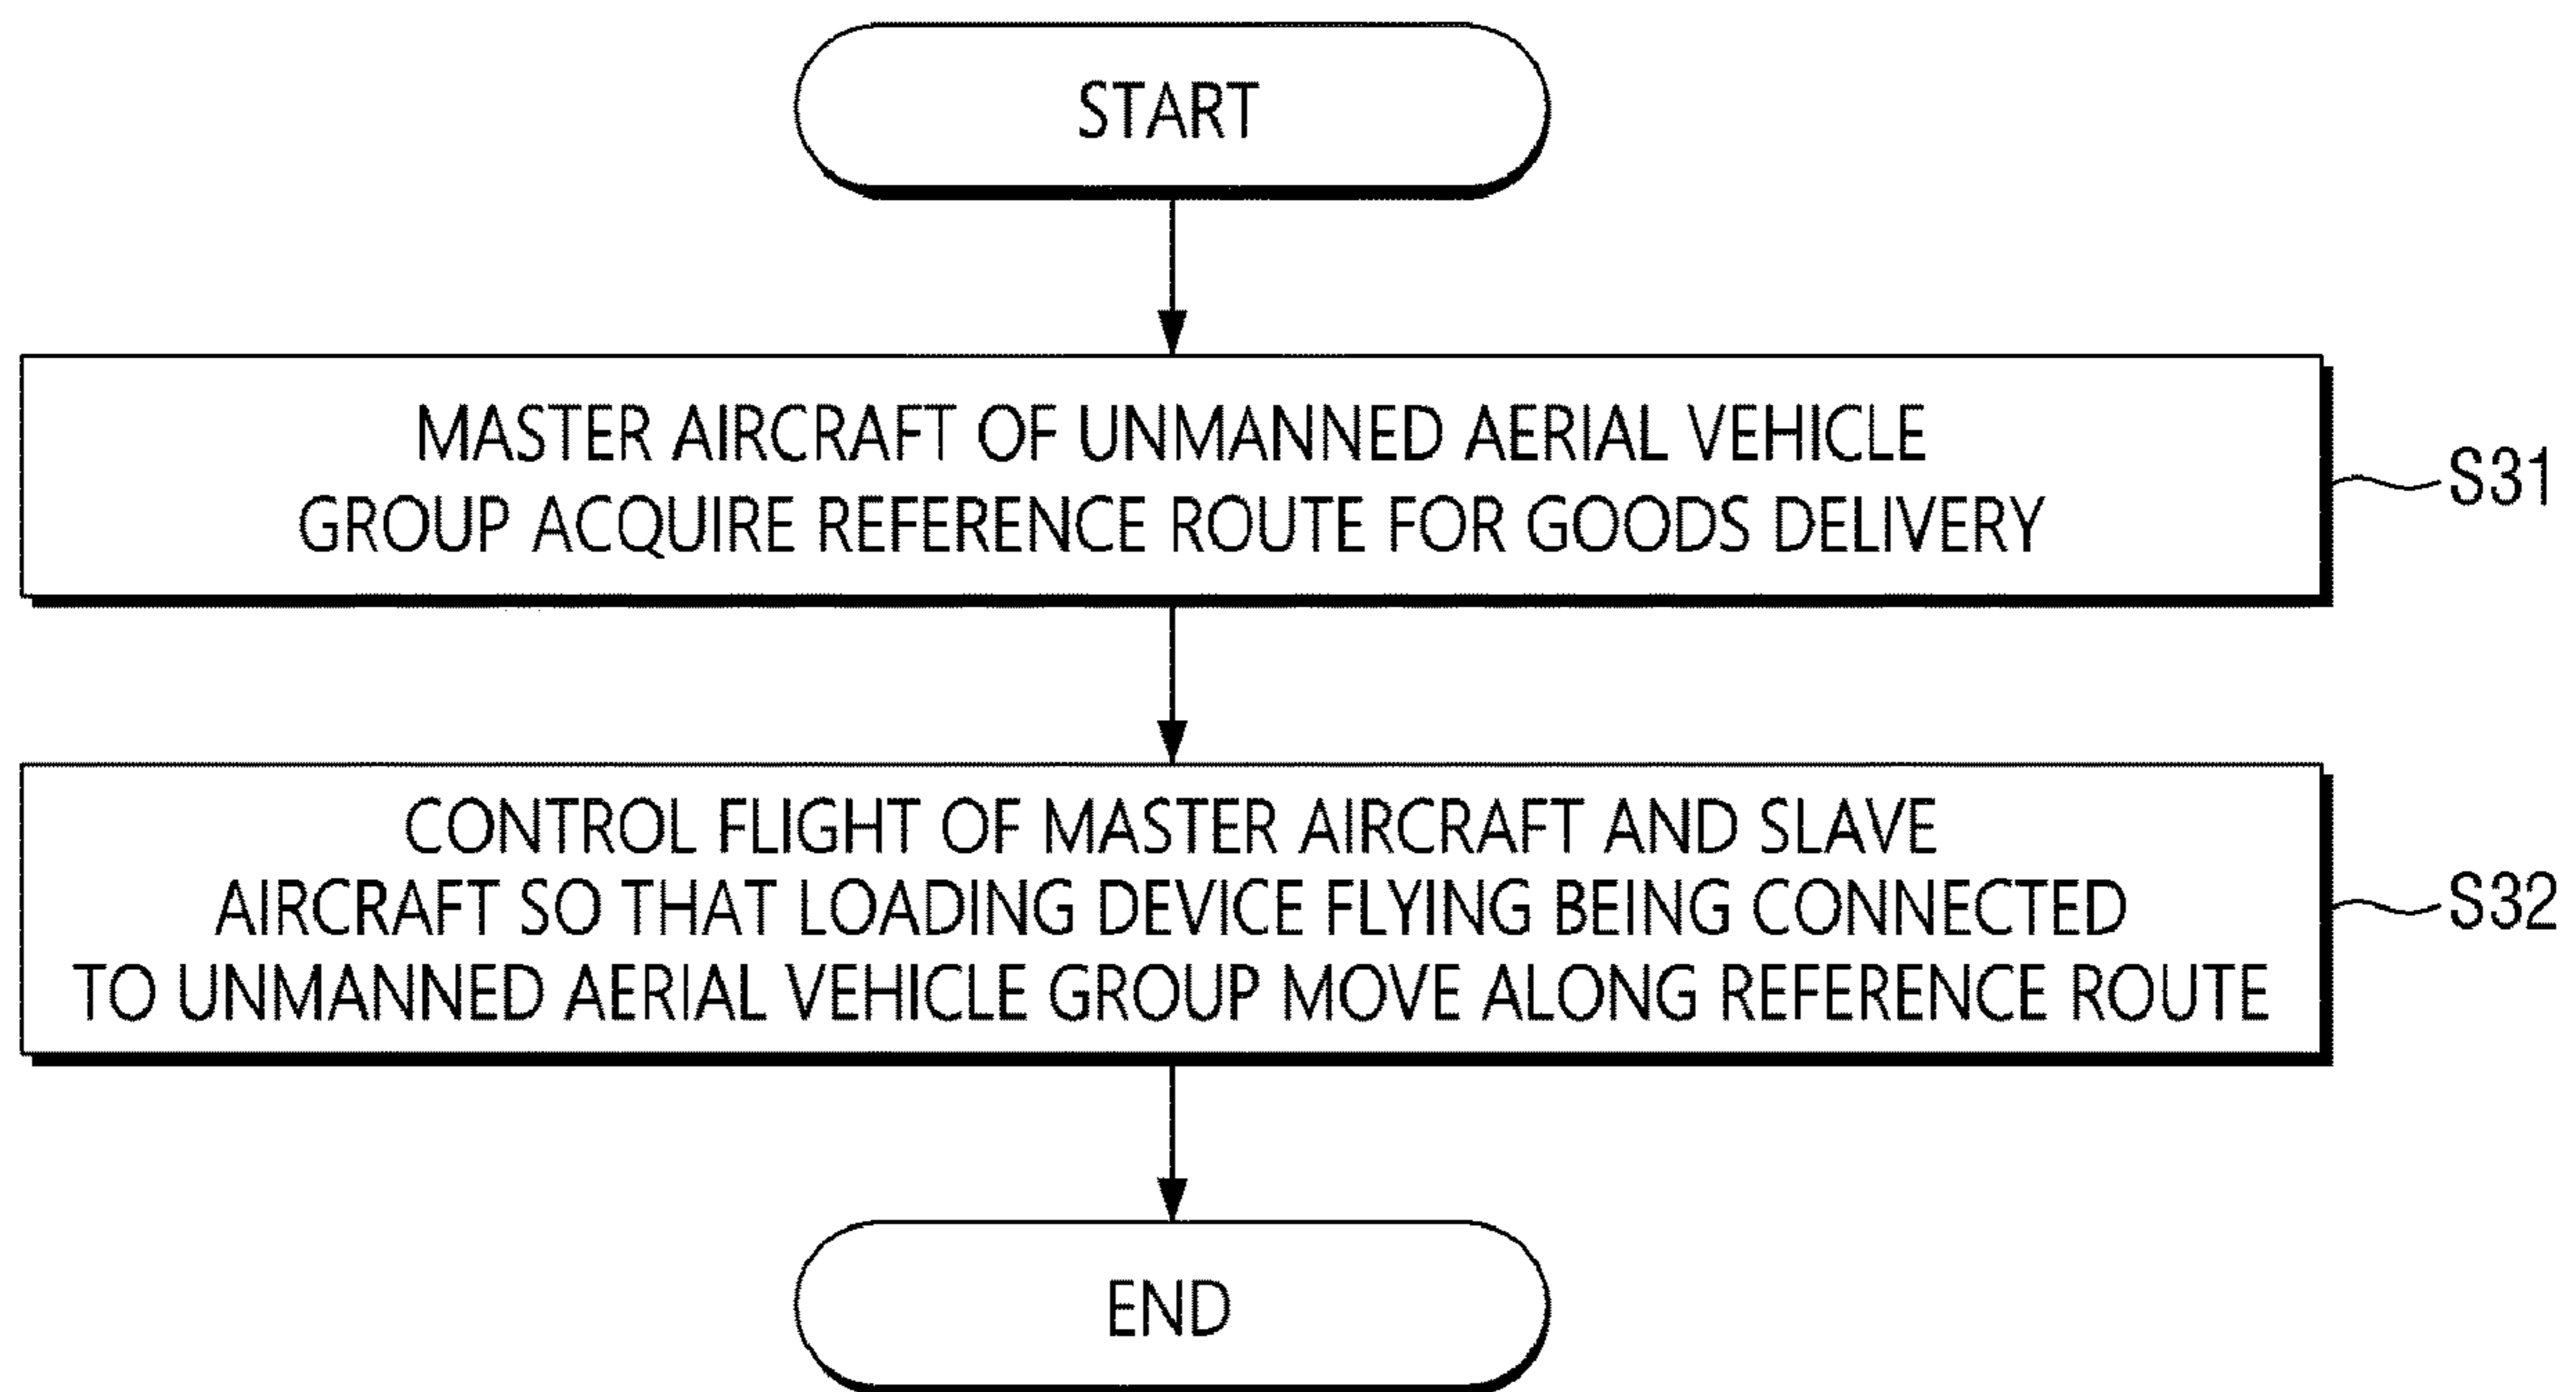 START
MASTER AIRCRAFT OF UNMANNED AERIAL VEHICLE
GROUP ACQUIRE REFERENCE ROUTE FOR GOODS DELIVERY
S31
CONTROL FLIGHT OF MASTER AIRCRAFT AND SLAVE
AIRCRAFT SO THAT LOADING DEVICE FLYING BEING CONNECTED
TO UNMANNED AERIAL VEHICLE GROUP MOVE ALONG REFERENCE ROUTE
S32
END